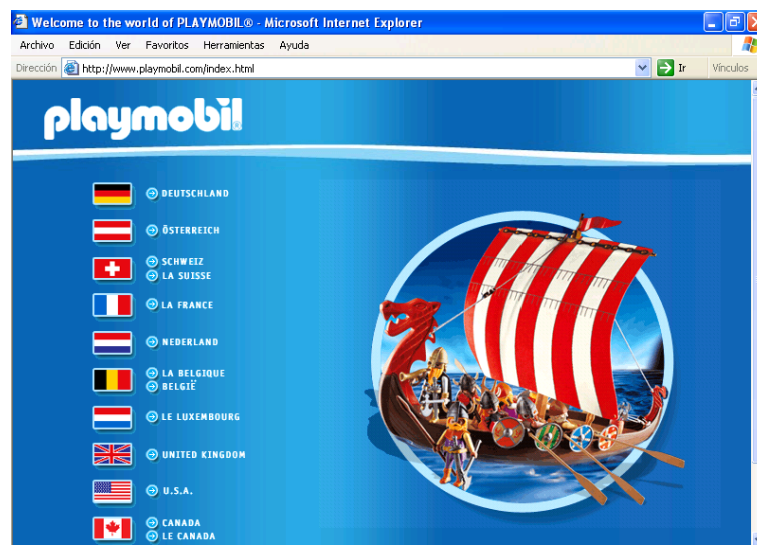 Welcome to the world of PLAYMOBIL® - Microsoft Internet Explorer
Archivo Edición Ver Favoritos Herramientas Ayuda
Dirección http://www.playmobil.com/index.html Ir Vínculos
playmobil
DEUTSCHLAND
ÖSTERREICH
SCHWEIZ
LA SUISSE
LA FRANCE
NEDERLAND
LA BELGIQUE
BELGIË
LE LUXEMBOURG
UNITED KINGDOM
U.S.A.
CANADA
LE CANADA